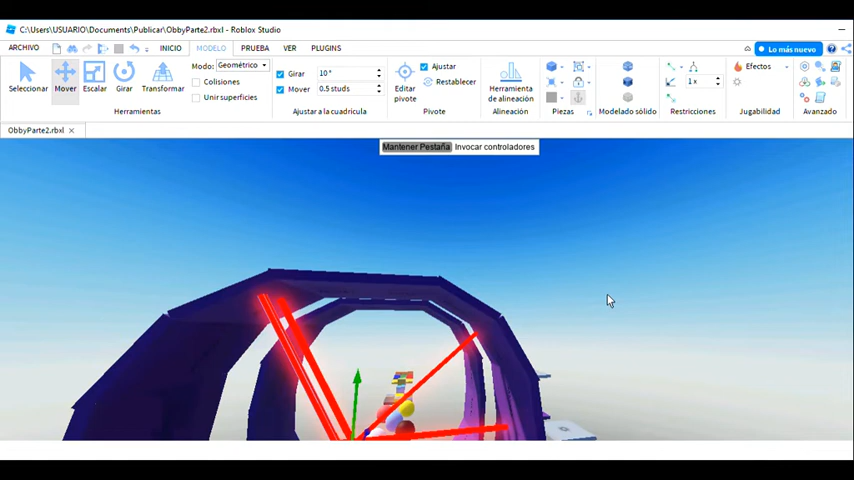 C:\Users\USUARIO\Documents\Publicar\ObbyParte2.rbxl - Roblox Studio
ARCHIVO INICIO MODELO PRUEBA VER PLUGINS Lo más nuevo
Modo: Geométrico
Colisiones
Unir superficies
Seleccionar Mover Escalar Girar Transformar
Herramientas
Girar 10°
Mover 0.5 studs
Ajustar a la cuadrícula
Editar pivote
Ajustar
Restablecer
Pivote
Herramienta de alineación
Alineación
Piezas
Modelado sólido
1 x
Restricciones
Efectos
Jugabilidad
Avanzado
ObbyParte2.rbxl
Mantener Pestaña Invocar controladores